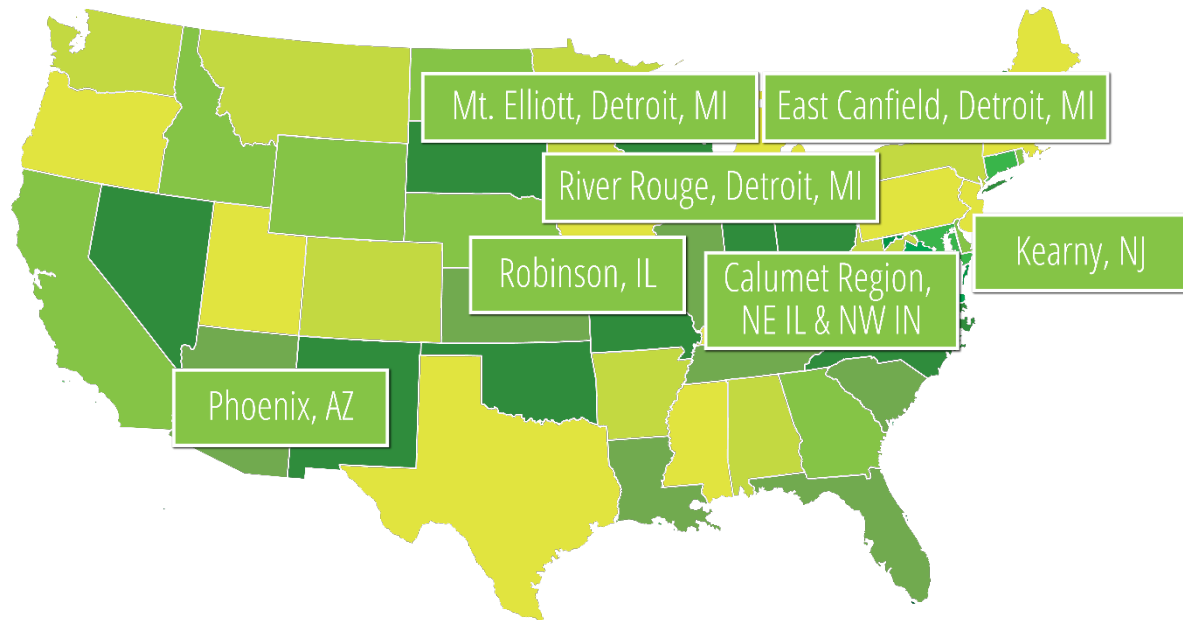 Mt. Elliott, Detroit, MI
East Canfield, Detroit, MI
River Rouge, Detroit, MI
Kearny, NJ
Robinson, IL
Calumet Region,
NE IL & NW IN
Phoenix, AZ